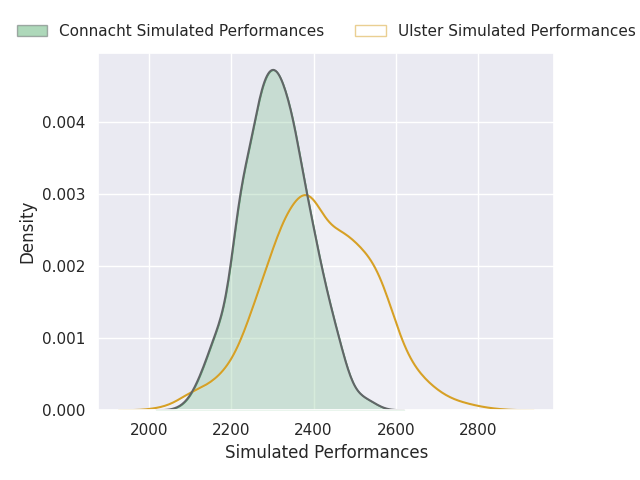 Connacht Simulated Performances
Ulster Simulated Performances
0.004
0.003
0.002
0.001
0.000
Density
2000
2200
2400
2600
2800
Simulated Performances